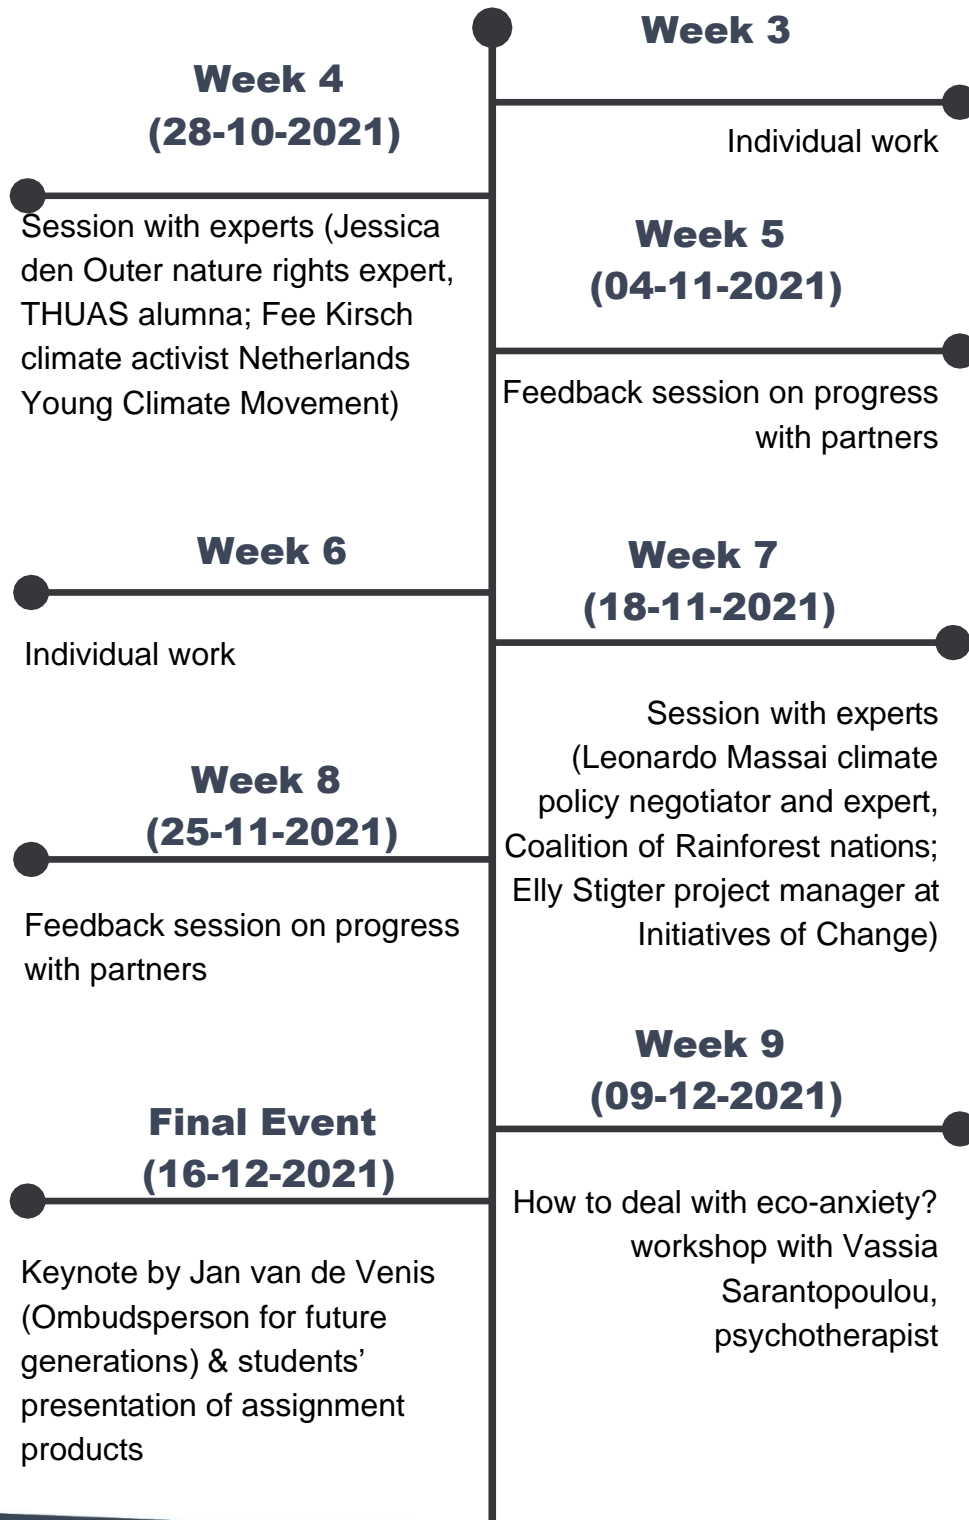 Week 3
Individual work
Week 4
(28-10-2021)
Session with experts (Jessica
den Outer nature rights expert,
THUAS alumna; Fee Kirsch
climate activist Netherlands
Young Climate Movement)
Week 5
(04-11-2021)
Feedback session on progress
with partners
Week 6
Individual work
Week 7
(18-11-2021)
Session with experts
(Leonardo Massai climate
policy negotiator and expert,
Coalition of Rainforest nations;
Elly Stigter project manager at
Initiatives of Change)
Week 8
(25-11-2021)
Feedback session on progress
with partners
Week 9
(09-12-2021)
How to deal with eco-anxiety?
workshop with Vassia
Sarantopoulou,
psychotherapist
Final Event
(16-12-2021)
Keynote by Jan van de Venis
(Ombudsperson for future
generations) & students’
presentation of assignment
products